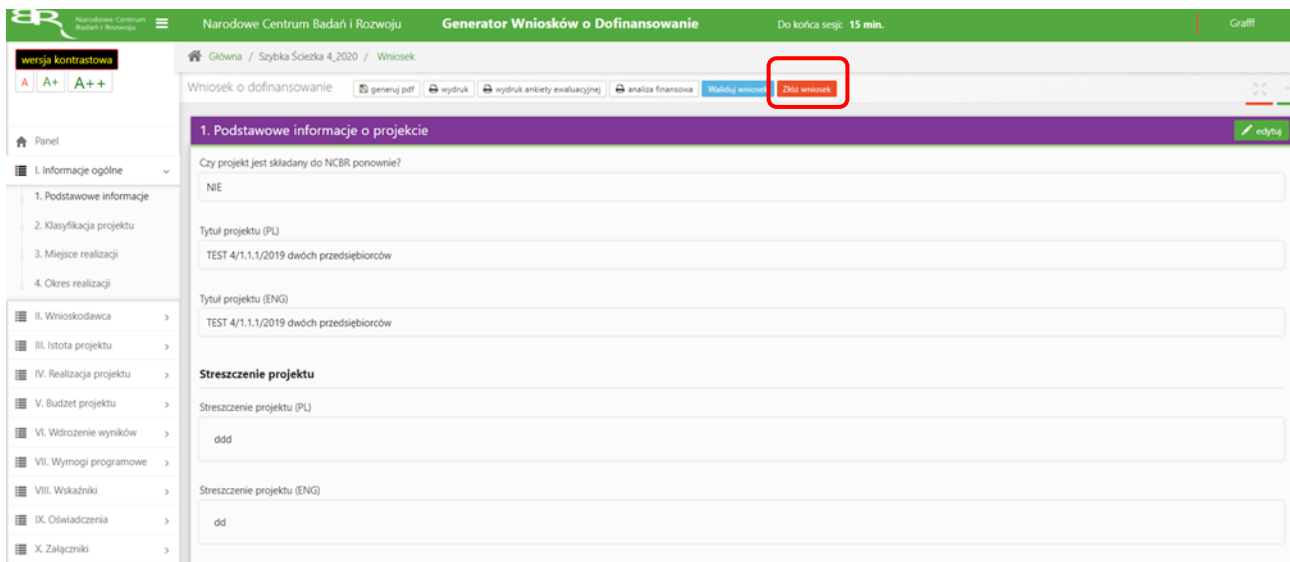 Narodowe Centrum
Badań i Rozwoju
Narodowe Centrum Badań i Rozwoju
Generator Wniosków o Dofinansowanie
Do końca sesji: 15 min.
Graffi
wersja kontrastowa
A A+ A++
Główna / Szybka Ścieżka 4_2020 / Wniosek
Wniosek o dofinansowanie
generuj pdf
wydruk
wydruk ankiety ewaluacyjnej
analiza finansowa
Waliduj wniosek
Złóż wniosek
Panel
I. Informacje ogólne
1. Podstawowe informacje
2. Klasyfikacja projektu
3. Miejsce realizacji
4. Okres realizacji
II. Wnioskodawca
III. Istota projektu
IV. Realizacja projektu
V. Budżet projektu
VI. Wdrożenie wyników
VII. Wymogi programowe
VIII. Wskaźniki
IX. Oświadczenia
X. Załączniki
1. Podstawowe informacje o projekcie
edytuj
Czy projekt jest składany do NCBR ponownie?
NIE
Tytuł projektu (PL)
TEST 4/1.1.1/2019 dwóch przedsiębiorców
Tytuł projektu (ENG)
TEST 4/1.1.1/2019 dwóch przedsiębiorców
Streszczenie projektu
Streszczenie projektu (PL)
ddd
Streszczenie projektu (ENG)
dd